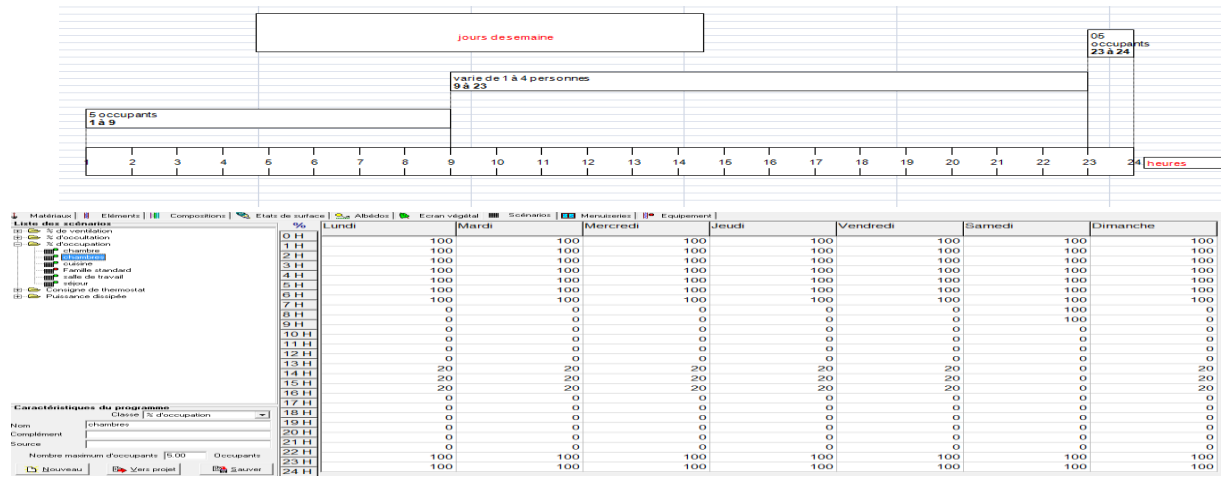 jours desemaine
05
occupants
23 à 24
varie de 1 à 4 personnes
9 à 23
5 occupants
1 à 9
1 2 3 4 5 6 7 8 9 10 11 12 13 14 15 16 17 18 19 20 21 22 23 24 heures
Matériaux Eléments Compositions Etats de surface Albédos Ecran végétal Scénarios Menuiseries Equipement
Liste des scénarios
% de ventilation
% d'occultation
% d'occupation
chambre
chambres
cuisine
Famille standard
salle de travail
séjour
Consigne de thermostat
Puissance dissipée
Caractéristiques du programme
Classe % d'occupation
Nom chambres
Complément
Source
Nombre maximum d'occupants 5.00 Occupants
Nouveau Vers projet Sauver
% Lundi Mardi Mercredi Jeudi Vendredi Samedi Dimanche
0 H
100 100 100 100 100 100 100
1 H
100 100 100 100 100 100 100
2 H
100 100 100 100 100 100 100
3 H
100 100 100 100 100 100 100
4 H
100 100 100 100 100 100 100
5 H
100 100 100 100 100 100 100
6 H
100 100 100 100 100 100 100
7 H
0 0 0 0 0 100 0
8 H
0 0 0 0 0 100 0
9 H
0 0 0 0 0 0 0
10 H
0 0 0 0 0 0 0
11 H
0 0 0 0 0 0 0
12 H
0 0 0 0 0 0 0
13 H
20 20 20 20 20 0 20
14 H
20 20 20 20 20 0 20
15 H
20 20 20 20 20 0 20
16 H
0 0 0 0 0 0 0
17 H
0 0 0 0 0 0 0
18 H
0 0 0 0 0 0 0
19 H
0 0 0 0 0 0 0
20 H
0 0 0 0 0 0 0
21 H
0 0 0 0 0 0 0
22 H
100 100 100 100 100 100 100
23 H
100 100 100 100 100 100 100
24 H